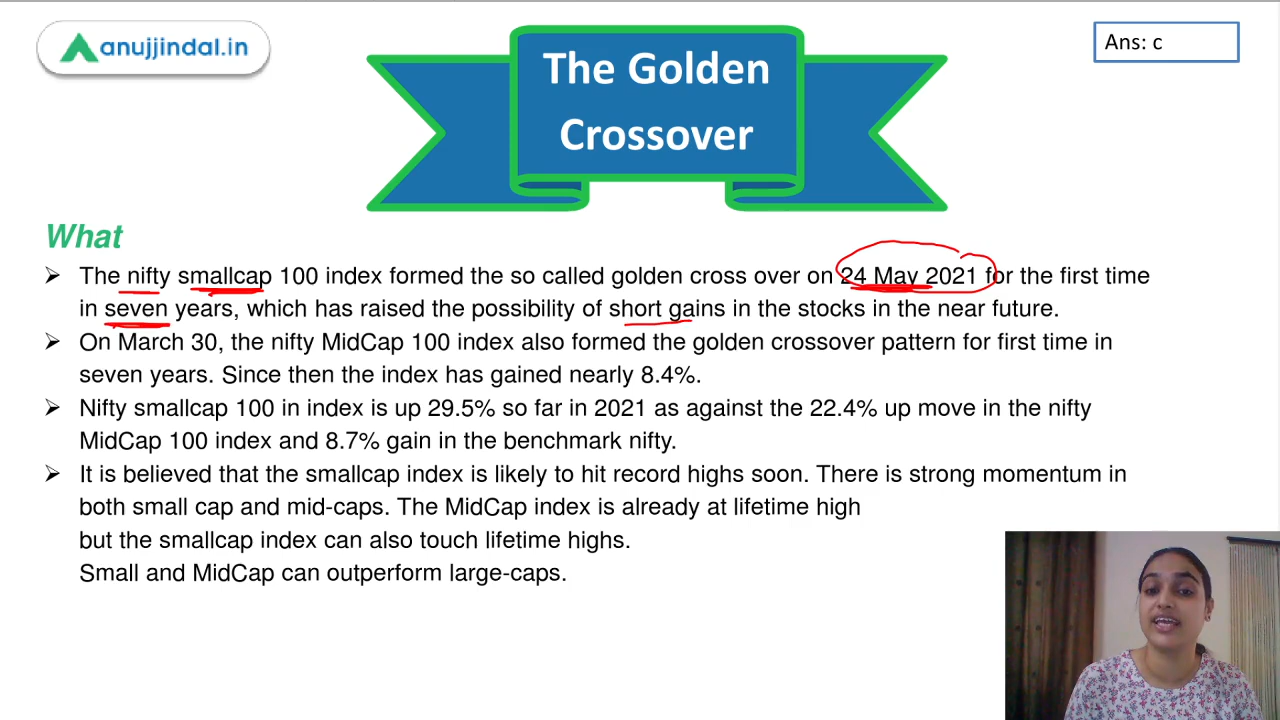 anujjindal.in
The Golden
Crossover
Ans: c
What
➢ The nifty smallcap 100 index formed the so called golden cross over on 24 May 2021 for the first time
in seven years, which has raised the possibility of short gains in the stocks in the near future.
➢ On March 30, the nifty MidCap 100 index also formed the golden crossover pattern for first time in
seven years. Since then the index has gained nearly 8.4%.
➢ Nifty smallcap 100 in index is up 29.5% so far in 2021 as against the 22.4% up move in the nifty
MidCap 100 index and 8.7% gain in the benchmark nifty.
➢ It is believed that the smallcap index is likely to hit record highs soon. There is strong momentum in
both small cap and mid-caps. The MidCap index is already at lifetime high
but the smallcap index can also touch lifetime highs.
Small and MidCap can outperform large-caps.